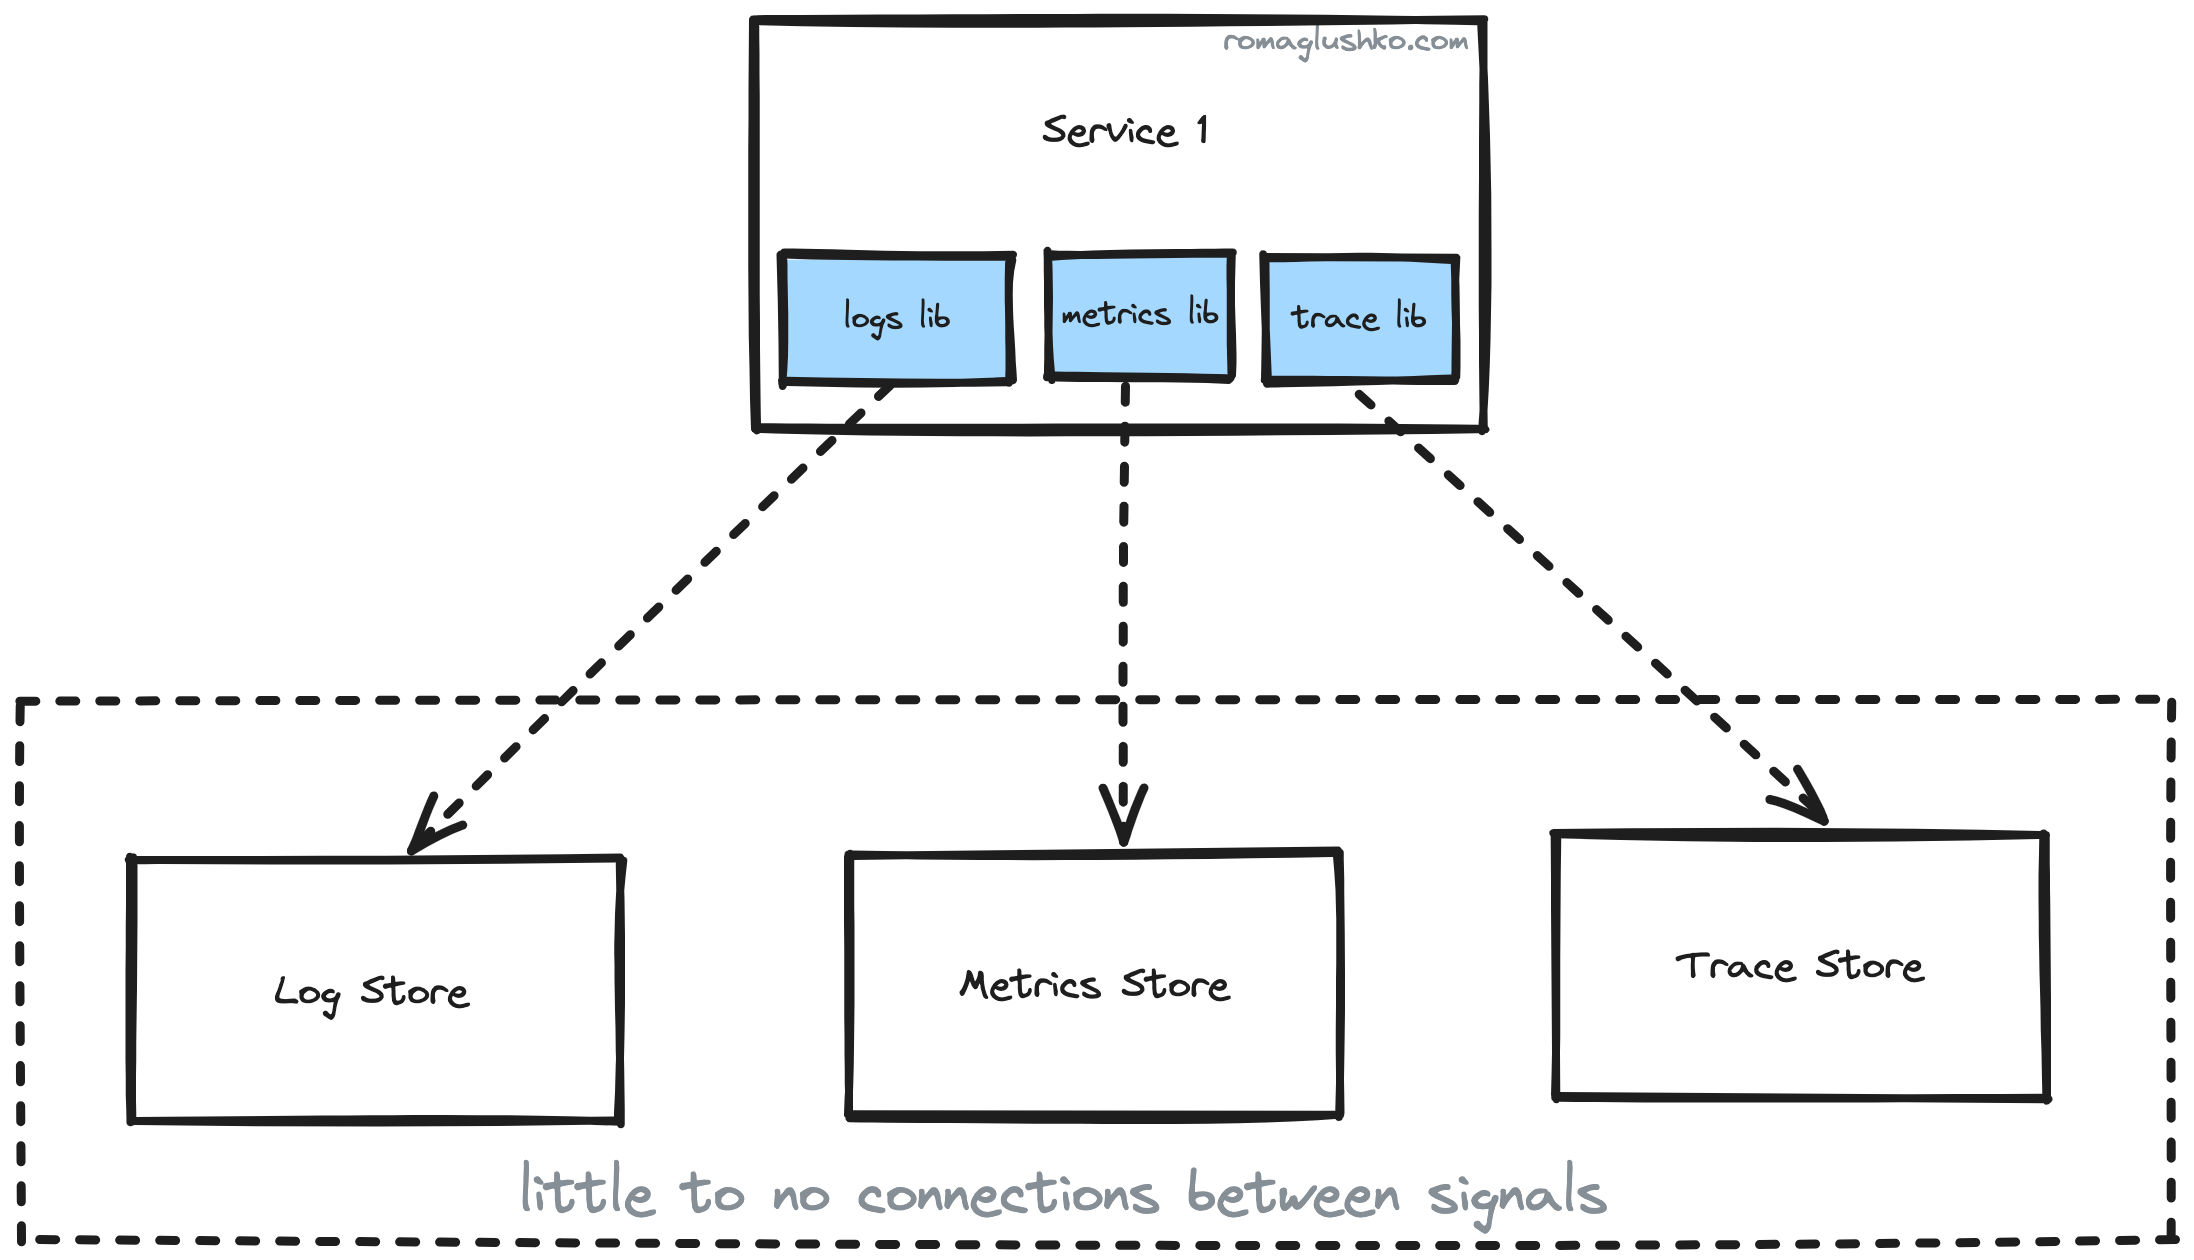 romaglushko.com
Service 1
logs lib
metrics lib
trace lib
Log Store
Metrics Store
Trace Store
little to no connections between signals